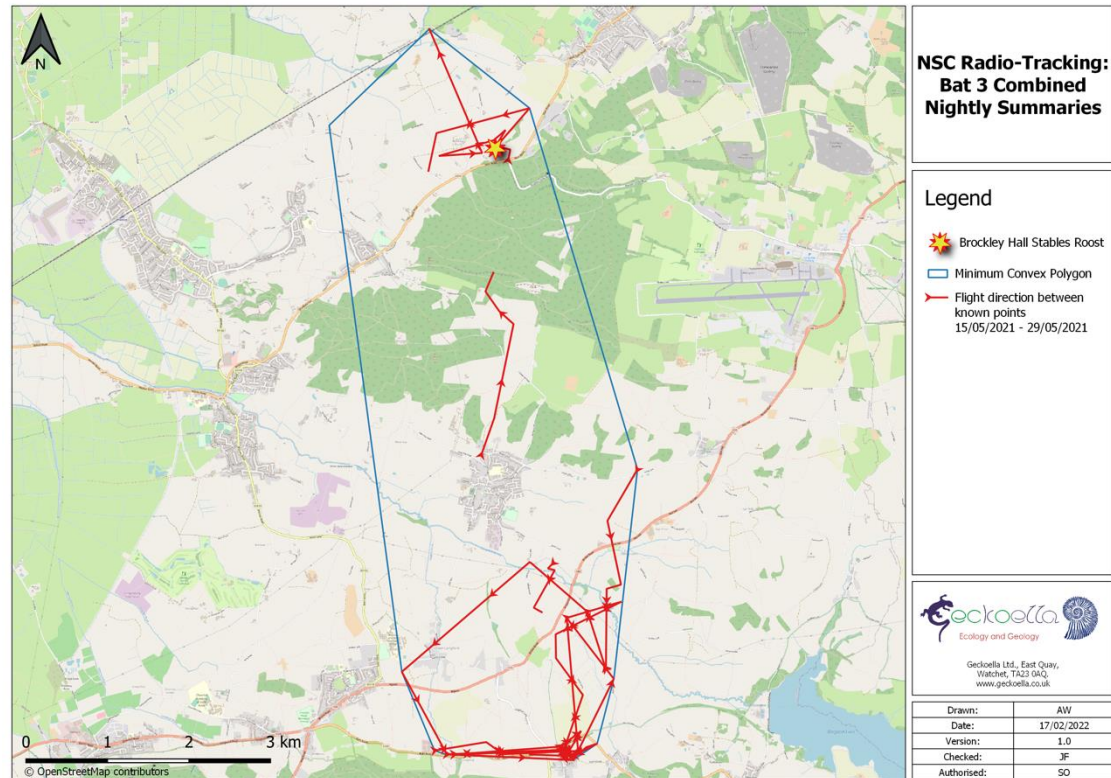 N
0 1 2 3 km
© OpenStreetMap contributors
NSC Radio-Tracking:
Bat 3 Combined
Nightly Summaries
Legend
Brockley Hall Stables Roost
Minimum Convex Polygon
Flight direction between
known points
15/05/2021 - 29/05/2021
geckoella
Ecology and Geology
Geckoella Ltd., East Quay,
Watchet, TA23 0AQ.
www.geckoella.co.uk
Drawn: AW
Date: 17/02/2022
Version: 1.0
Checked: JF
Authorised: SO